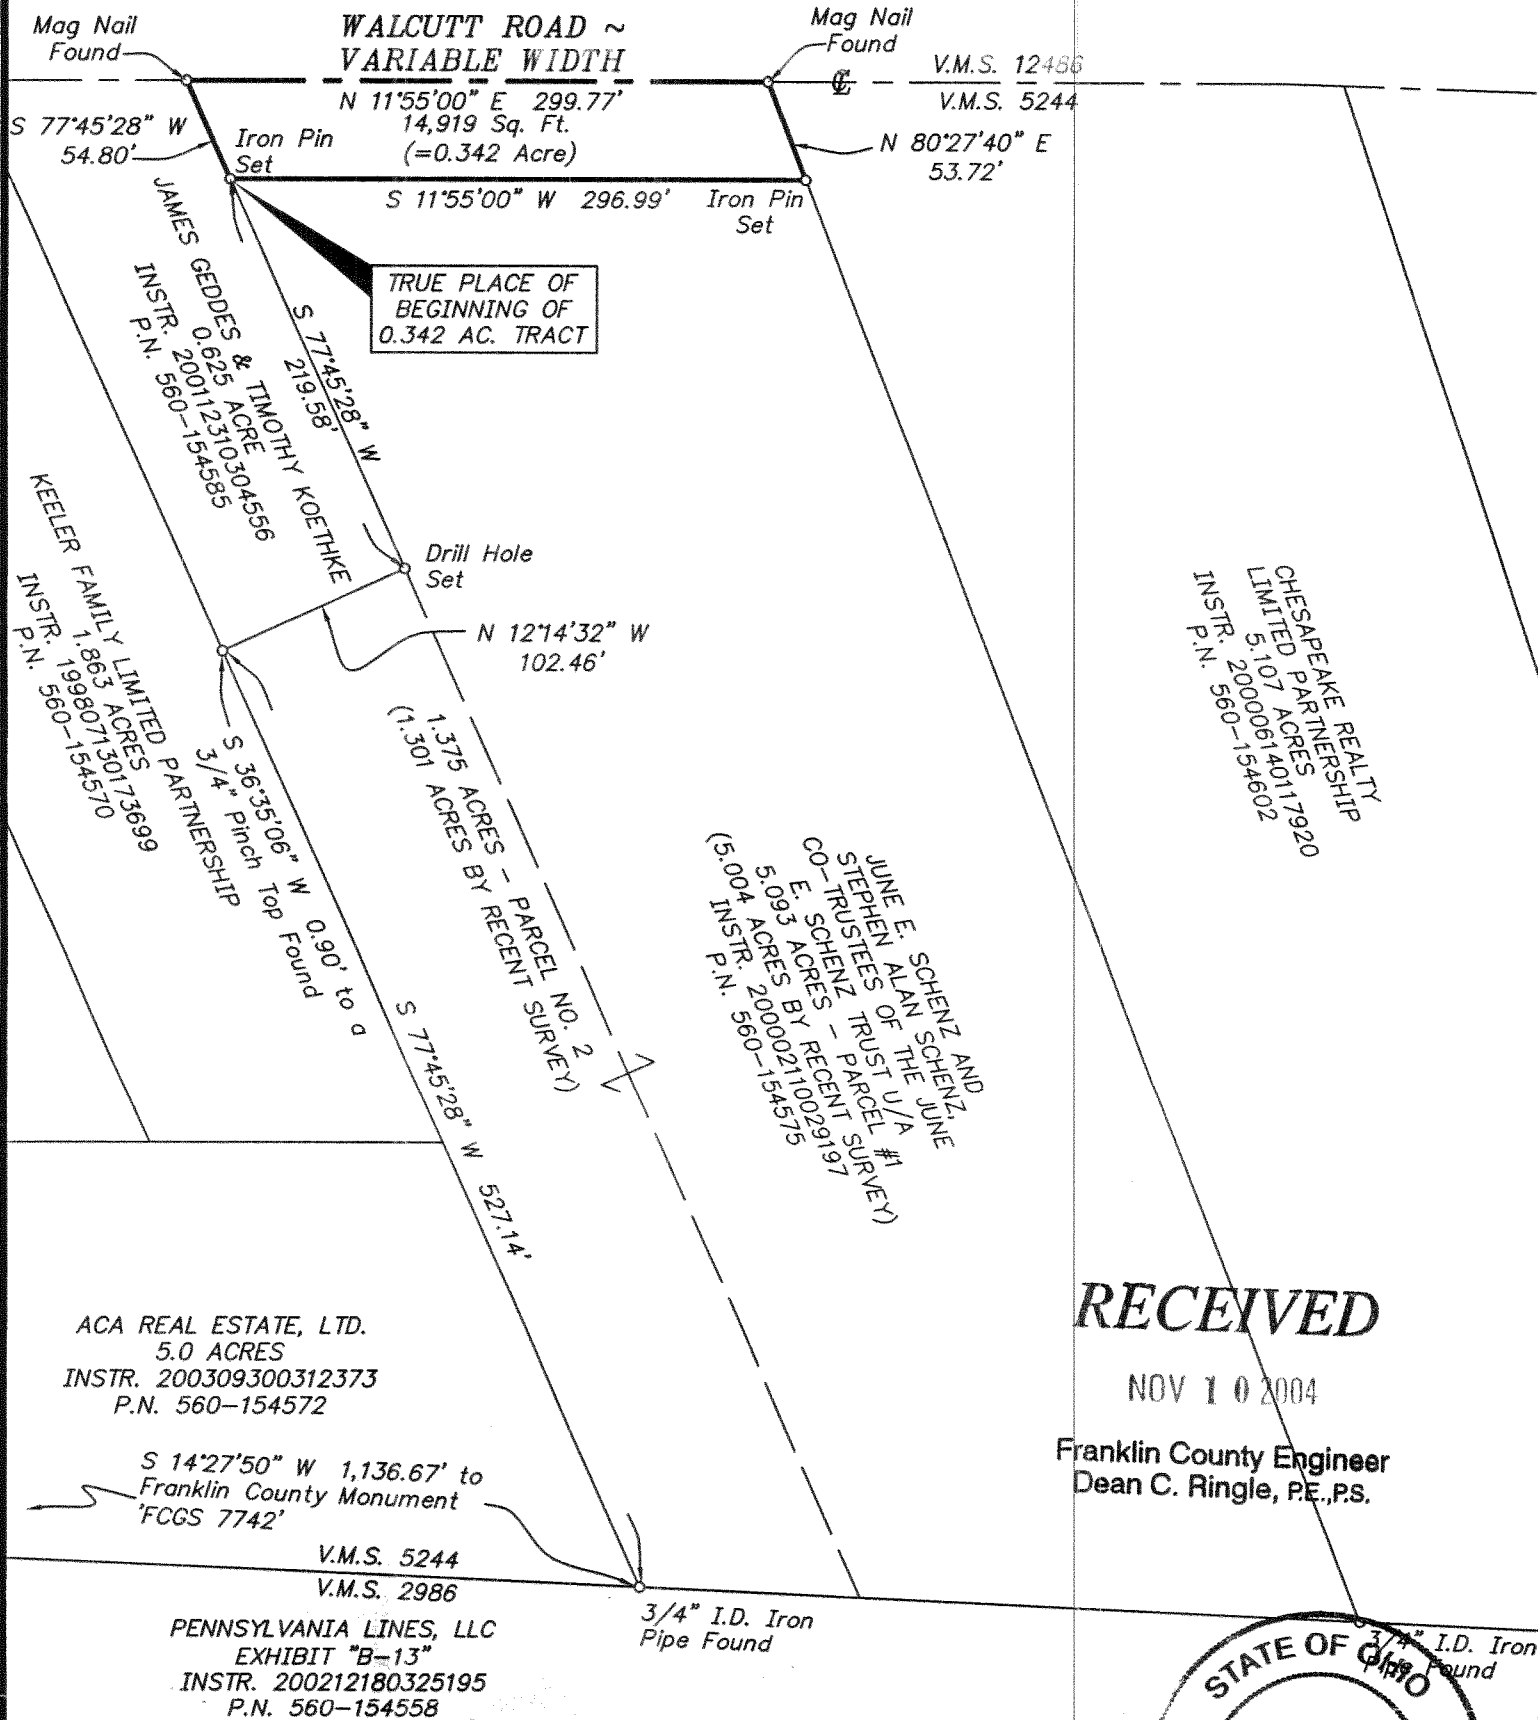 Mag Nail
Found
WALCUTT ROAD ~
VARIABLE WIDTH
Mag Nail
Found
V.M.S. 12486
℄
V.M.S. 5244
N 11°55'00" E 299.77'
14,919 Sq. Ft.
(=0.342 Acre)
S 77°45'28" W
54.80'
Iron Pin
Set
N 80°27'40" E
53.72'
S 11°55'00" W 296.99'
Iron Pin
Set
TRUE PLACE OF
BEGINNING OF
0.342 AC. TRACT
JAMES GEDDES & TIMOTHY KOETHKE
0.625 ACRE
INSTR. 200112310304556
P.N. 560-154585
S 77°45'28" W
219.58'
Drill Hole
Set
N 12°14'32" W
102.46'
KEELER FAMILY LIMITED PARTNERSHIP
1.863 ACRES
INSTR. 199807130173699
P.N. 560-154570
S 36°35'06" W 0.90' to a
3/4" Pinch Top Found
1.375 ACRES - PARCEL NO. 2
(1.301 ACRES BY RECENT SURVEY)
CHESAPEAKE REALTY
LIMITED PARTNERSHIP
5.107 ACRES
INSTR. 200006140117920
P.N. 560-154602
JUNE E. SCHENZ AND
STEPHEN ALAN SCHENZ,
CO-TRUSTEES OF THE JUNE
E. SCHENZ TRUST U/A
5.093 ACRES - PARCEL #1
(5.004 ACRES BY RECENT SURVEY)
INSTR. 200002110029197
P.N. 560-154575
S 77°45'28" W 527.14'
ACA REAL ESTATE, LTD.
5.0 ACRES
INSTR. 200309300312373
P.N. 560-154572
S 14°27'50" W 1,136.67' to
Franklin County Monument
'FCGS 7742'
V.M.S. 5244
V.M.S. 2986
PENNSYLVANIA LINES, LLC
EXHIBIT "B-13"
INSTR. 200212180325195
P.N. 560-154558
3/4" I.D. Iron
Pipe Found
RECEIVED
NOV 10 2004
Franklin County Engineer
Dean C. Ringle, P.E.,P.S.
3/4" I.D. Iron
Pipe Found
STATE OF OHIO